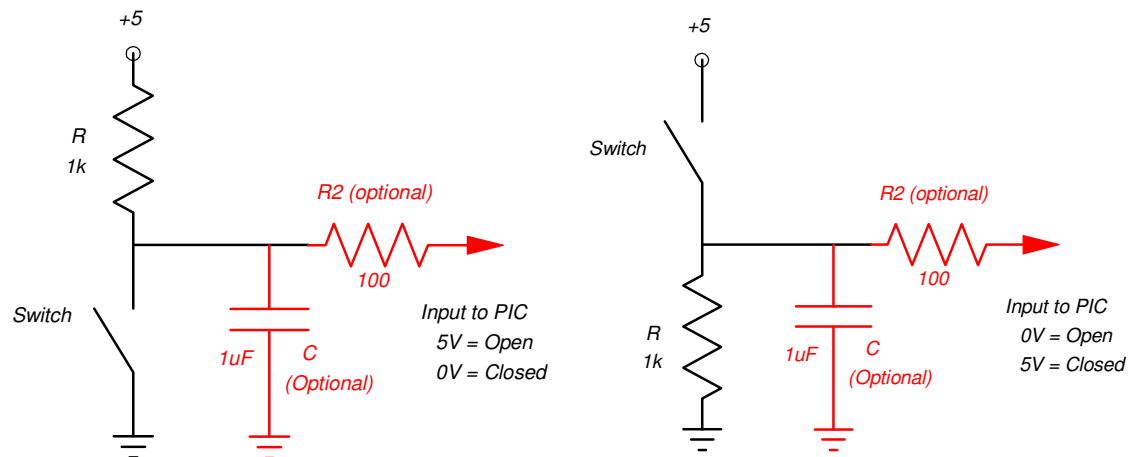 +5
R
1k
R2 (optional)
100
Switch
1uF
C
(Optional)
Input to PIC
5V = Open
0V = Closed
+5
Switch
R2 (optional)
100
R
1k
1uF
C
(Optional)
Input to PIC
0V = Open
5V = Closed